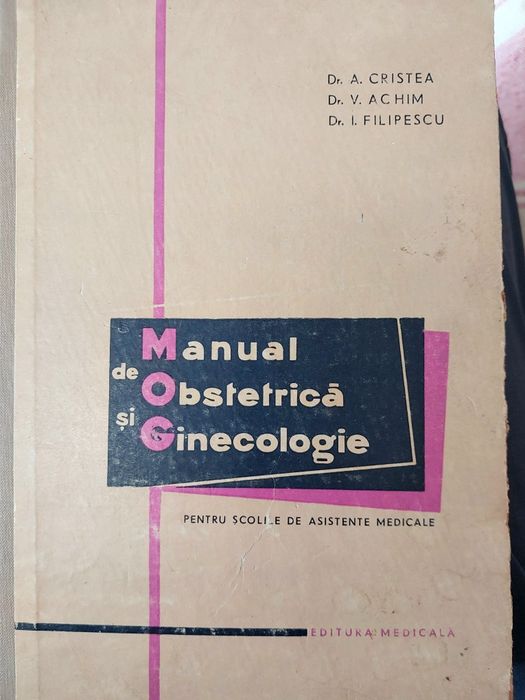 Dr. A. CRISTEA
Dr. V. ACHIM
Dr. I. FILIPESCU
Manual
de
Obstetrică
și
Ginecologie
PENTRU ȘCOLILE DE ASISTENTE MEDICALE
EDITURA MEDICALĂ